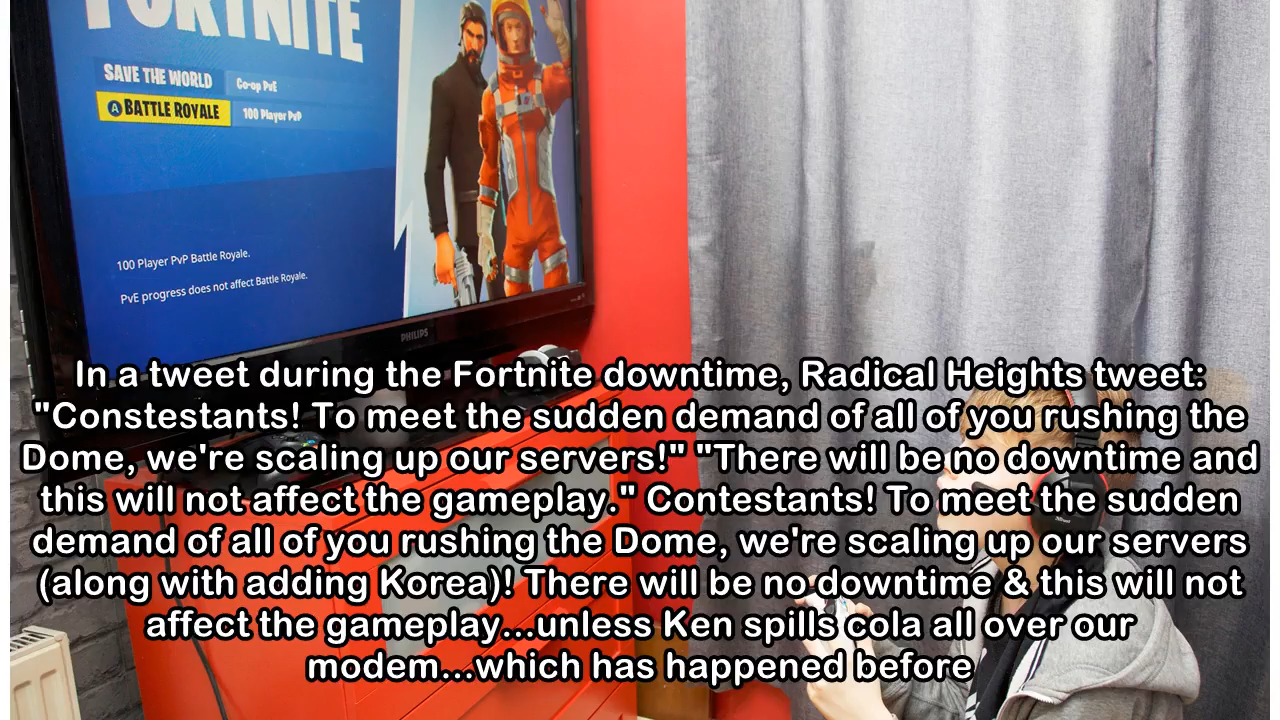 FORTNITE
SAVE THE WORLD Co-op PvE
A BATTLE ROYALE 100 Player PvP
100 Player PvP Battle Royale.
PvE progress does not affect Battle Royale.
PHILIPS
In a tweet during the Fortnite downtime, Radical Heights tweet:
"Constestants! To meet the sudden demand of all of you rushing the
Dome, we're scaling up our servers!" "There will be no downtime and
this will not affect the gameplay." Contestants! To meet the sudden
demand of all of you rushing the Dome, we're scaling up our servers
(along with adding Korea)! There will be no downtime & this will not
affect the gameplay...unless Ken spills cola all over our
modem...which has happened before